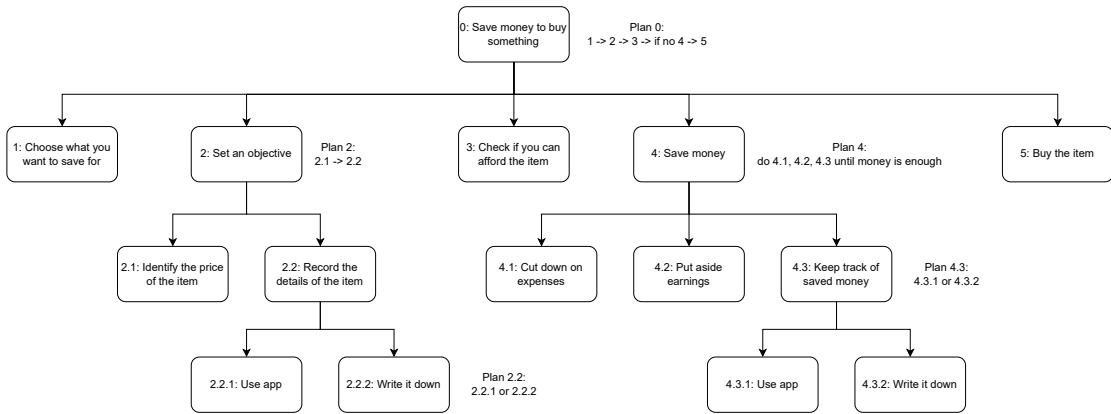 0: Save money to buy
something
Plan 0:
1 -> 2 -> 3 -> if no 4 -> 5
1: Choose what you
want to save for
2: Set an objective
Plan 2:
2.1 -> 2.2
3: Check if you can
afford the item
4: Save money
Plan 4:
do 4.1, 4.2, 4.3 until money is enough
5: Buy the item
2.1: Identify the price
of the item
2.2: Record the
details of the item
4.1: Cut down on
expenses
4.2: Put aside
earnings
4.3: Keep track of
saved money
Plan 4.3:
4.3.1 or 4.3.2
2.2.1: Use app
2.2.2: Write it down
Plan 2.2:
2.2.1 or 2.2.2
4.3.1: Use app
4.3.2: Write it down